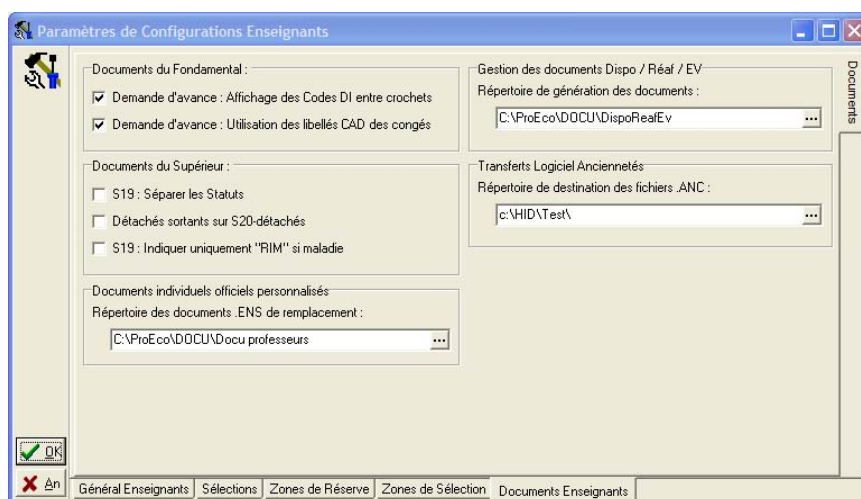 Paramètres de Configurations Enseignants
Documents du Fondamental :
Demande d'avance : Affichage des Codes DI entre crochets
Demande d'avance : Utilisation des libellés CAD des congés
Documents du Supérieur :
S19 : Séparer les Statuts
Détachés sortants sur S20-détachés
S19 : Indiquer uniquement "RIM" si maladie
Documents individuels officiels personnalisés
Répertoire des documents .ENS de remplacement :
C:\ProEco\DOCU\Docu professeurs ...
Gestion des documents Dispo / Réaf / EV
Répertoire de génération des documents :
C:\ProEco\DOCU\DispoReafEv ...
Transferts Logiciel Anciennetés
Répertoire de destination des fichiers .ANC :
c:\HID\Test\ ...
Documents
OK
An
Général Enseignants Sélections Zones de Réserve Zones de Sélection Documents Enseignants